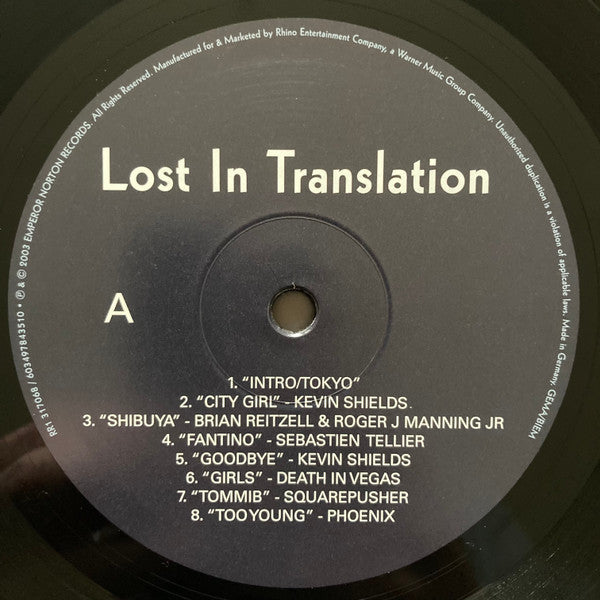 RR1 317068 / 603497843510 • ℗ & © 2003 EMPEROR NORTON RECORDS. All Rights Reserved. Manufactured for & Marketed by Rhino Entertainment Company, a Warner Music Group Company. Unauthorized duplication is a violation of applicable laws. Made in Germany. GEMA/BIEM
Lost In Translation
A
1. “INTRO/TOKYO”
2. “CITY GIRL” - KEVIN SHIELDS
3. “SHIBUYA” - BRIAN REITZELL & ROGER J MANNING JR
4. “FANTINO” - SEBASTIEN TELLIER
5. “GOODBYE” - KEVIN SHIELDS
6. “GIRLS” - DEATH IN VEGAS
7. “TOMMIB” - SQUAREPUSHER
8. “TOO YOUNG” - PHOENIX